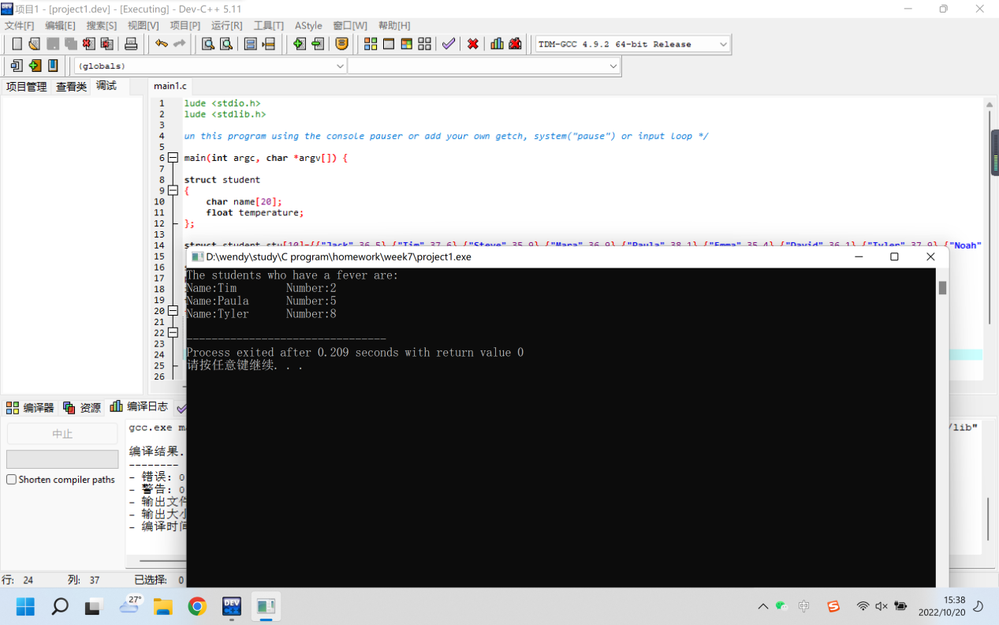 项目1 - [project1.dev] - [Executing] - Dev-C++ 5.11
文件[F] 编辑[E] 搜索[S] 视图[V] 项目[P] 运行[R] 工具[T] AStyle 窗口[W] 帮助[H]
TDM-GCC 4.9.2 64-bit Release
(globals)
项目管理 查看类 调试
main1.c
1 lude <stdio.h>
2 lude <stdlib.h>
3
4 un this program using the console pauser or add your own getch, system("pause") or input loop */
5
6 main(int argc, char *argv[]) {
7
8 struct student
9 {
10 char name[20];
11 float temperature;
12 };
13
14 struct student stu[10]={{"Jack",36.5},{"Tim",37.6},{"Steve",35.9},{"Mara",36.9},{"Paula",38.1},{"Emma",35.4},{"David",36.1},{"Tyler",37.9},{"Noah"
15
16
17
18
19
20
21
22
23
24
25
26
D:\wendy\study\C program\homework\week7\project1.exe
The students who have a fever are:
Name:Tim Number:2
Name:Paula Number:5
Name:Tyler Number:8
--------------------------------
Process exited after 0.209 seconds with return value 0
请按任意键继续. . .
编译器 资源 编译日志
中止
Shorten compiler paths
gcc.exe
/lib"
编译结果.
--------
- 错误: 0
- 警告: 0
- 输出文件
- 输出大小
- 编译时间
行: 24 列: 37 已选择: 0
27°
DEV
中
15:38
2022/10/20